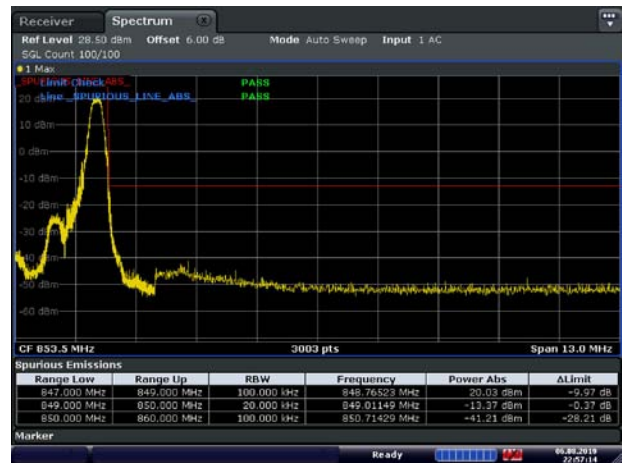 Receiver Spectrum
Ref Level 28.50 dBm Offset 6.00 dB Mode Auto Sweep Input 1 AC
SGL Count 100/100
1 Max
Limit Check PASS
Line _SPURIOUS_LINE_ABS_ PASS
20 dBm
10 dBm
0 dBm
-10 dBm
-20 dBm
-30 dBm
-40 dBm
-50 dBm
-60 dBm
CF 853.5 MHz 3003 pts Span 13.0 MHz
Spurious Emissions
Range Low Range Up RBW Frequency Power Abs ΔLimit
847.000 MHz 849.000 MHz 100.000 kHz 848.76523 MHz 20.03 dBm -9.97 dB
849.000 MHz 850.000 MHz 20.000 kHz 849.01149 MHz -13.37 dBm -0.37 dB
850.000 MHz 860.000 MHz 100.000 kHz 850.71429 MHz -41.21 dBm -28.21 dB
Marker
Ready 06.08.2019
22:57:14